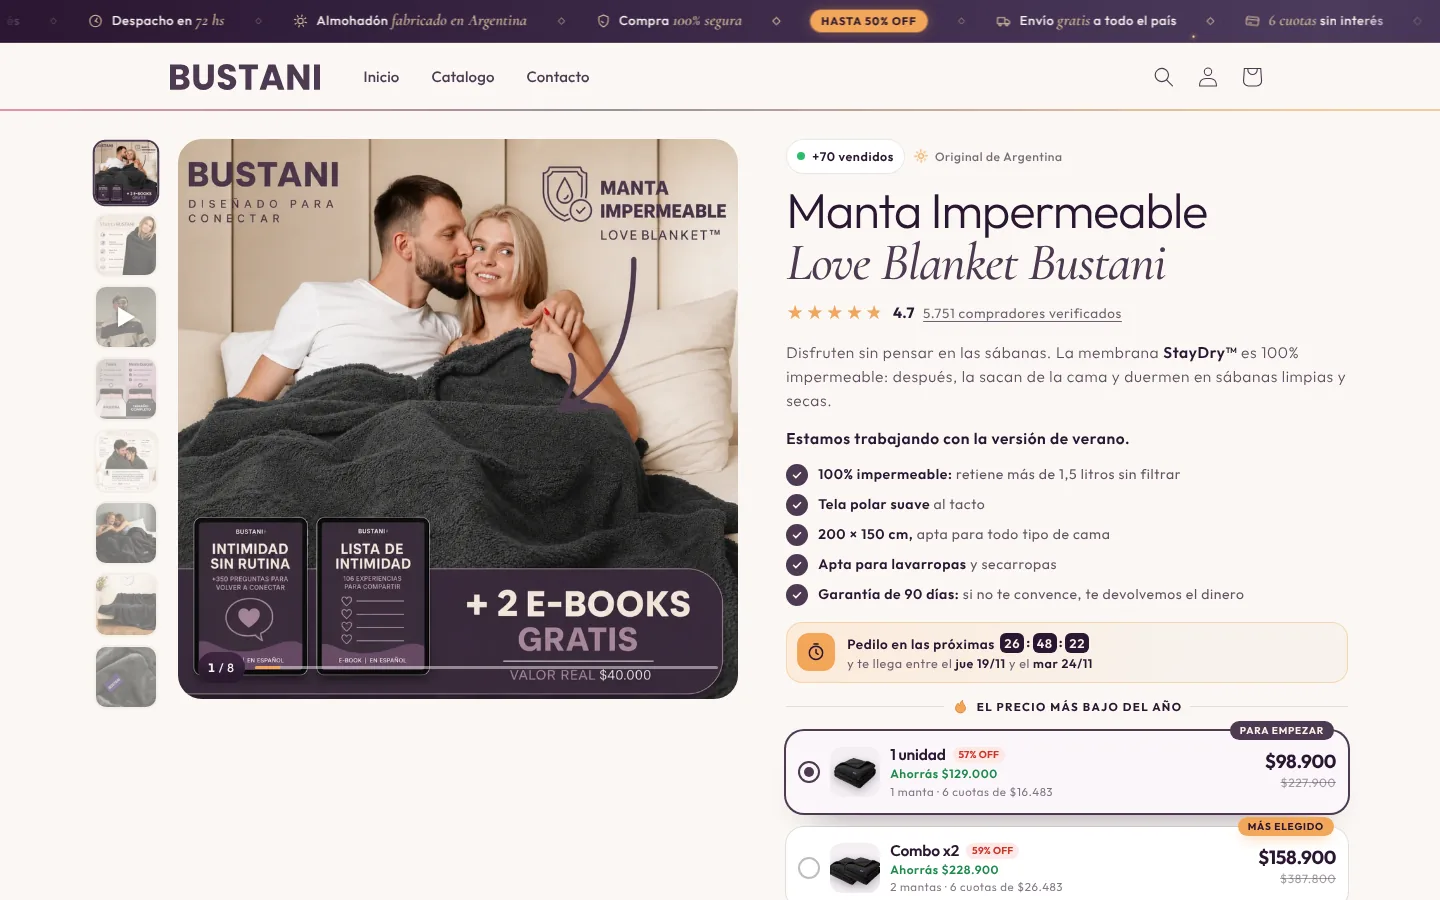 Despacho en 72 hs
Almohadón fabricado en Argentina
Compra 100% segura
HASTA 50% OFF
Envío gratis a todo el país
6 cuotas sin interés
BUSTANI
Inicio
Catalogo
Contacto
BUSTANI
DISEÑADO PARA
CONECTAR
MANTA
IMPERMEABLE
LOVE BLANKET™
BUSTANI
INTIMIDAD
SIN RUTINA
+350 PREGUNTAS PARA
VOLVER A CONECTAR
EN ESPAÑOL
BUSTANI
LISTA DE
INTIMIDAD
106 EXPERIENCIAS
PARA COMPARTIR
E-BOOK | EN ESPAÑOL
+ 2 E-BOOKS
GRATIS
VALOR REAL $40.000
1 / 8
+70 vendidos
Original de Argentina
Manta Impermeable
Love Blanket Bustani
4.7 5.751 compradores verificados
Disfruten sin pensar en las sábanas. La membrana StayDry™ es 100%
impermeable: después, la sacan de la cama y duermen en sábanas limpias y
secas.
Estamos trabajando con la versión de verano.
100% impermeable: retiene más de 1,5 litros sin filtrar
Tela polar suave al tacto
200 × 150 cm, apta para todo tipo de cama
Apta para lavarropas y secarropas
Garantía de 90 días: si no te convence, te devolvemos el dinero
Pedilo en las próximas 26 : 48 : 22
y te llega entre el jue 19/11 y el mar 24/11
EL PRECIO MÁS BAJO DEL AÑO
PARA EMPEZAR
1 unidad 57% OFF
Ahorrás $129.000
1 manta · 6 cuotas de $16.483
$98.900
$227.900
MÁS ELEGIDO
Combo x2 59% OFF
Ahorrás $228.900
2 mantas · 6 cuotas de $26.483
$158.900
$387.800